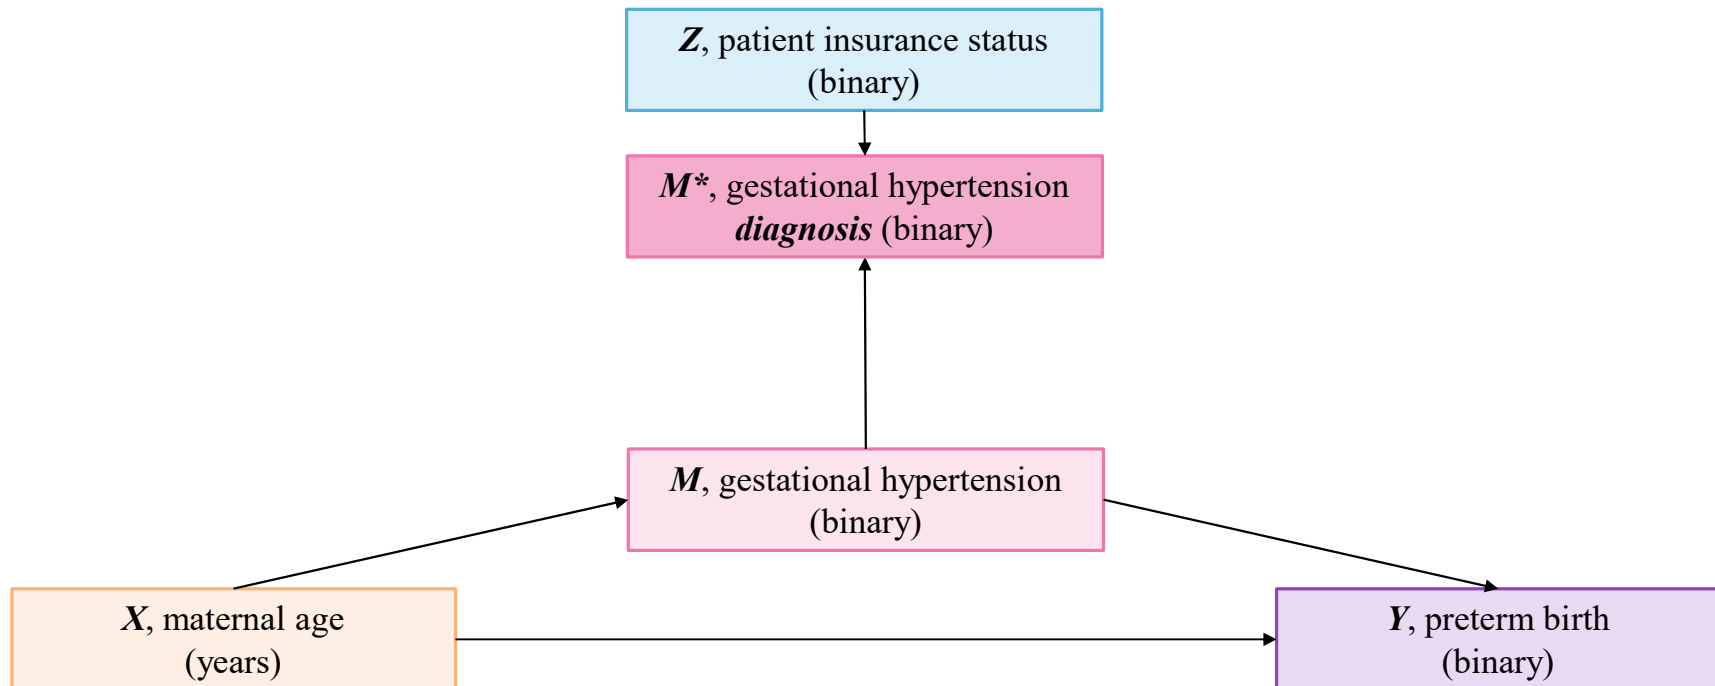 Z, patient insurance status
(binary)
M*, gestational hypertension
diagnosis (binary)
M, gestational hypertension
(binary)
X, maternal age
(years)
Y, preterm birth
(binary)